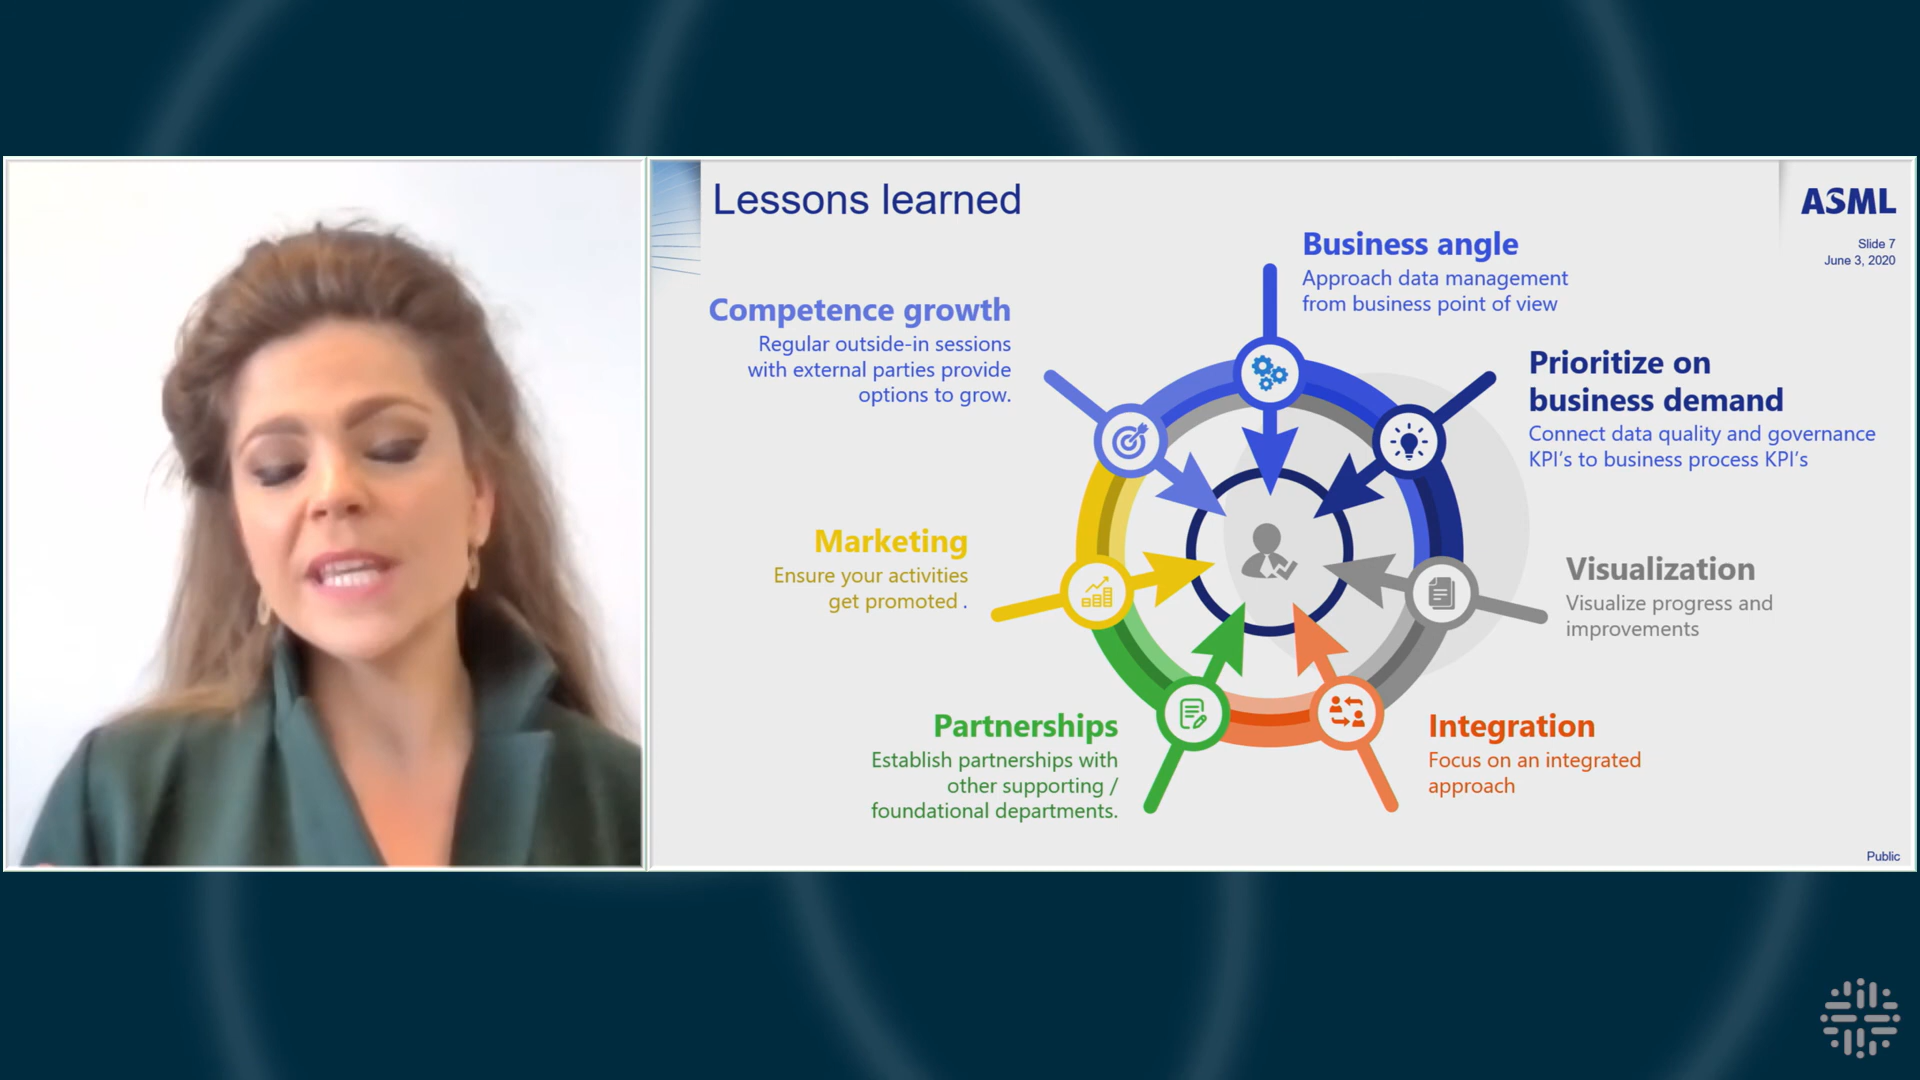 Lessons learned
ASML
Slide 7
June 3, 2020
Business angle
Approach data management
from business point of view
Competence growth
Regular outside-in sessions
with external parties provide
options to grow.
Prioritize on
business demand
Connect data quality and governance
KPI's to business process KPI's
Marketing
Ensure your activities
get promoted .
Visualization
Visualize progress and
improvements
Partnerships
Establish partnerships with
other supporting /
foundational departments.
Integration
Focus on an integrated
approach
Public